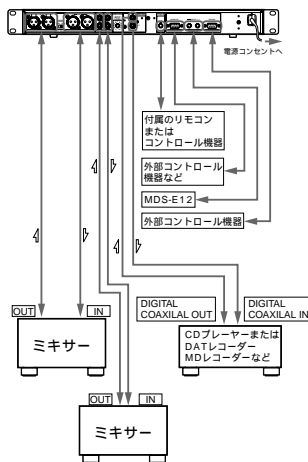 電源コンセントへ
付属のリモコン
または
コントロール機器
外部コントロール
機器など
MDS-E12
外部コントロール機器
DIGITAL
COAXILAL OUT
DIGITAL
COAXILAL IN
OUT
IN
ミキサー
CDプレーヤーまたは
DATレコーダー
MDレコーダーなど
OUT
IN
ミキサー